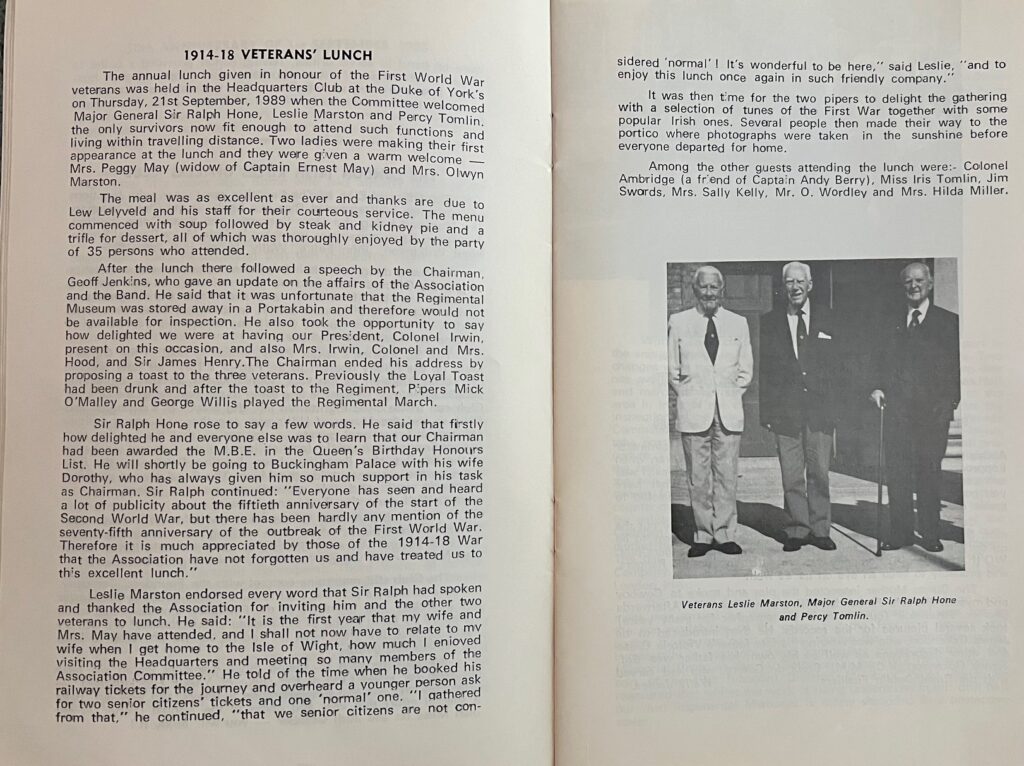 1914-18 VETERANS' LUNCH
The annual lunch given in honour of the First World War
veterans was held in the Headquarters Club at the Duke of York's
on Thursday, 21st September, 1989 when the Committee welcomed
Major General Sir Ralph Hone, Leslie Marston and Percy Tomlin.
the only survivors now fit enough to attend such functions and
living within travelling distance. Two ladies were making their first
appearance at the lunch and they were given a warm welcome —
Mrs. Peggy May (widow of Captain Ernest May) and Mrs. Olwyn
Marston.
The meal was as excellent as ever and thanks are due to
Lew Lelyveld and his staff for their courteous service. The menu
commenced with soup followed by steak and kidney pie and a
trifle for dessert, all of which was thoroughly enjoyed by the party
of 35 persons who attended.
After the lunch there followed a speech by the Chairman,
Geoff Jenkins, who gave an update on the affairs of the Association
and the Band. He said that it was unfortunate that the Regimental
Museum was stored away in a Portakabin and therefore would not
be available for inspection. He also took the opportunity to say
how delighted we were at having our President, Colonel Irwin,
present on this occasion, and also Mrs. Irwin, Colonel and Mrs.
Hood, and Sir James Henry.The Chairman ended his address by
proposing a toast to the three veterans. Previously the Loyal Toast
had been drunk and after the toast to the Regiment, Pipers Mick
O'Malley and George Willis played the Regimental March.
Sir Ralph Hone rose to say a few words. He said that firstly
how delighted he and everyone else was to learn that our Chairman
had been awarded the M.B.E. in the Queen's Birthday Honours
List. He will shortly be going to Buckingham Palace with his wife
Dorothy, who has always given him so much support in his task
as Chairman. Sir Ralph continued: "Everyone has seen and heard
a lot of publicity about the fiftieth anniversary of the start of the
Second World War, but there has been hardly any mention of the
seventy-fifth anniversary of the outbreak of the First World War.
Therefore it is much appreciated by those of the 1914-18 War
that the Association have not forgotten us and have treated us to
this excellent lunch."
Leslie Marston endorsed every word that Sir Ralph had spoken
and thanked the Association for inviting him and the other two
veterans to lunch. He said: "It is the first year that my wife and
Mrs. May have attended, and I shall not now have to relate to my
wife when I get home to the Isle of Wight, how much I enjoyed
visiting the Headquarters and meeting so many members of the
Association Committee." He told of the time when he booked his
railway tickets for the journey and overheard a younger person ask
for two senior citizens' tickets and one 'normal' one. "I gathered
from that," he continued, "that we senior citizens are not con-
sidered 'normal'! It's wonderful to be here," said Leslie, "and to
enjoy this lunch once again in such friendly company."
It was then time for the two pipers to delight the gathering
with a selection of tunes of the First War together with some
popular Irish ones. Several people then made their way to the
portico where photographs were taken in the sunshine before
everyone departed for home.
Among the other guests attending the lunch were:- Colonel
Ambridge (a friend of Captain Andy Berry), Miss Iris Tomlin, Jim
Swords, Mrs. Sally Kelly, Mr. O. Wordley and Mrs. Hilda Miller.
Veterans Leslie Marston, Major General Sir Ralph Hone
and Percy Tomlin.